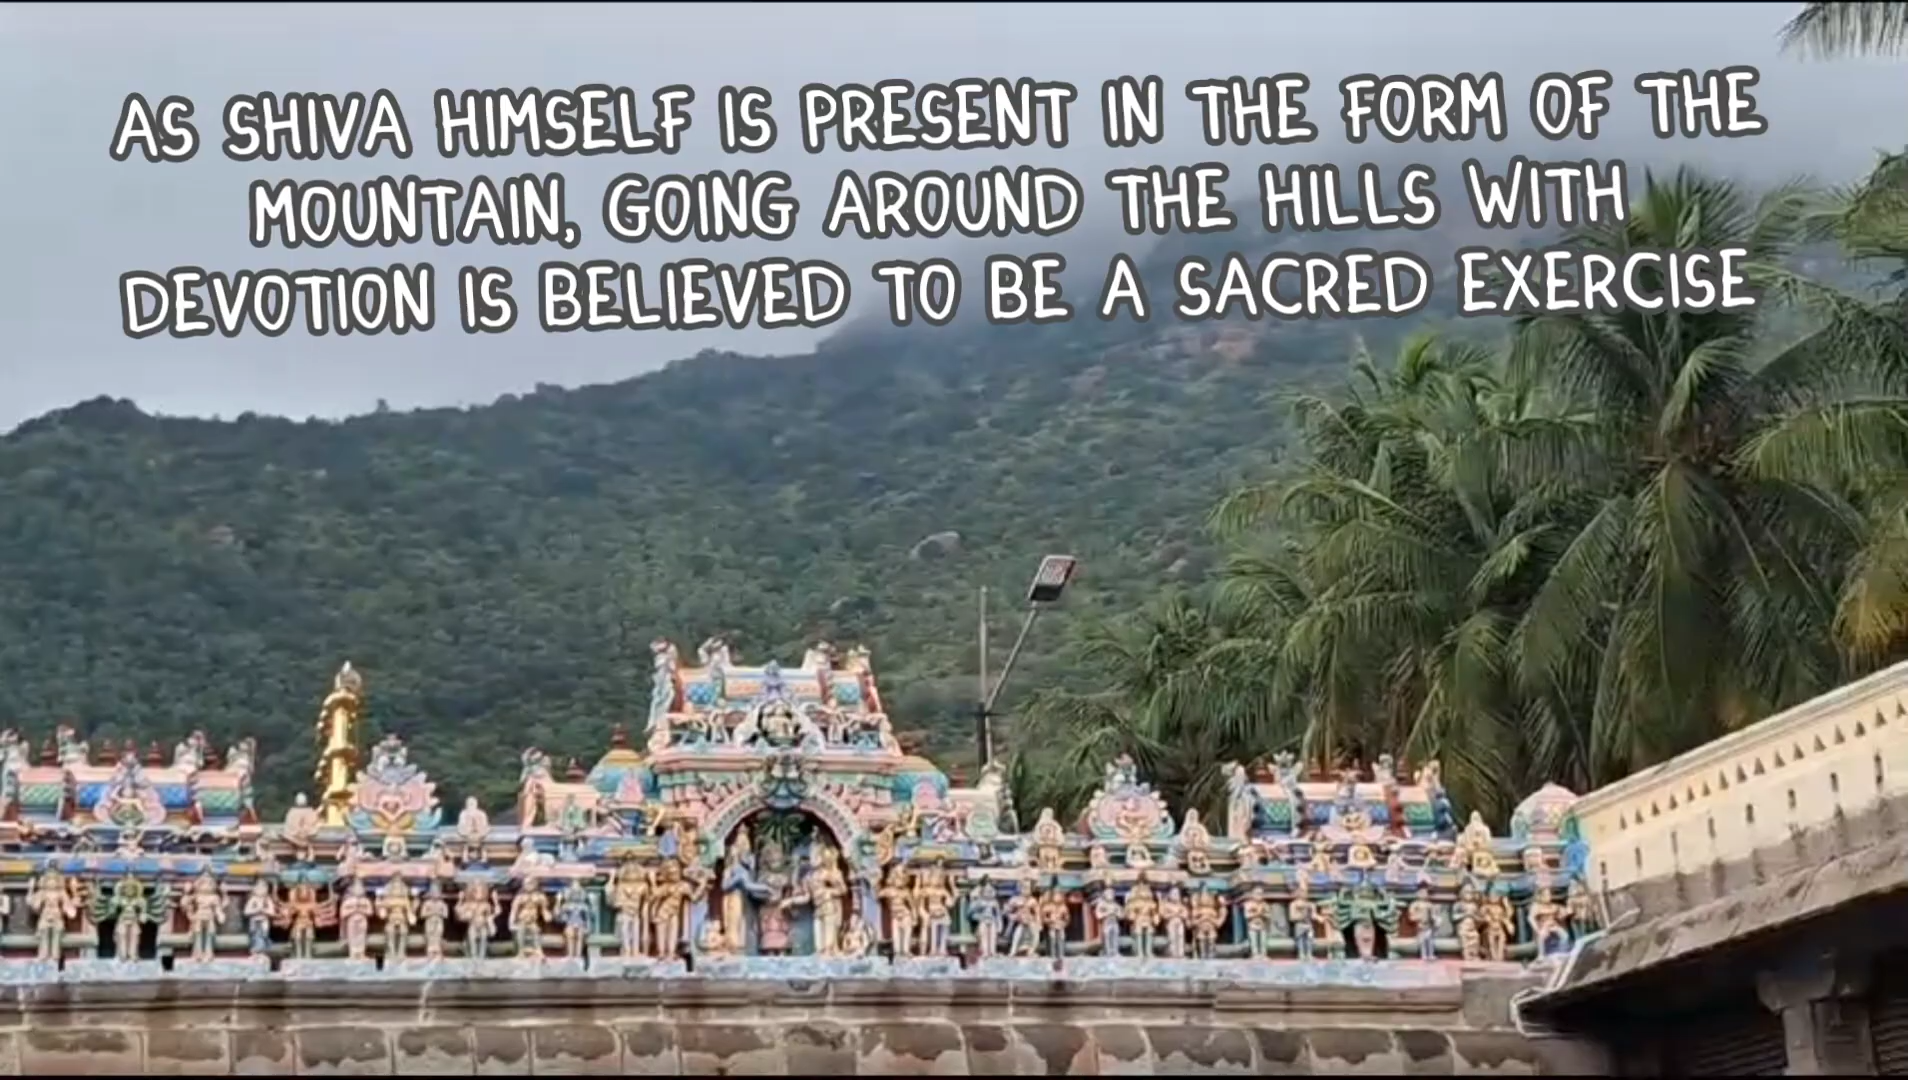 AS SHIVA HIMSELF IS PRESENT IN THE FORM OF THE
MOUNTAIN, GOING AROUND THE HILLS WITH
DEVOTION IS BELIEVED TO BE A SACRED EXERCISE